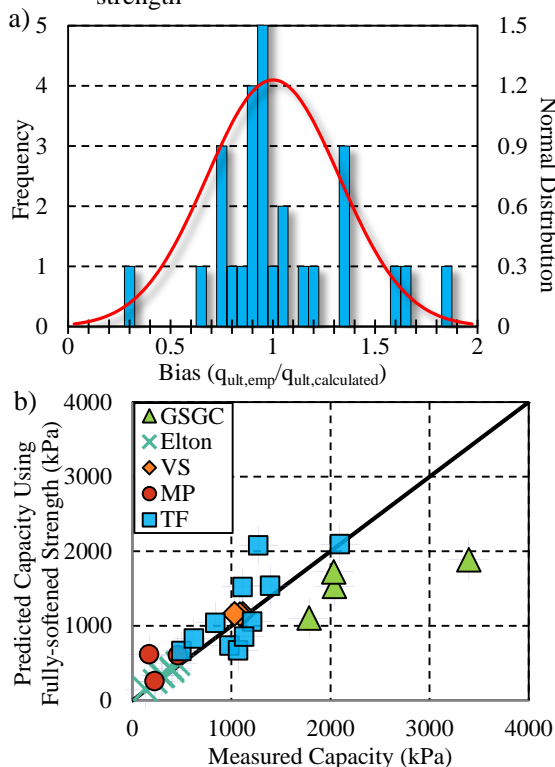 strength
a)
5
4
3
2
1
0
Frequency
1.5
1.2
0.9
0.6
0.3
0
Normal Distribution
0 0.5 1 1.5 2
Bias (qult,emp/qult,calculated)
b)
4000
3000
2000
1000
0
Predicted Capacity Using
Fully-softened Strength (kPa)
GSGC
Elton
VS
MP
TF
0 1000 2000 3000 4000
Measured Capacity (kPa)